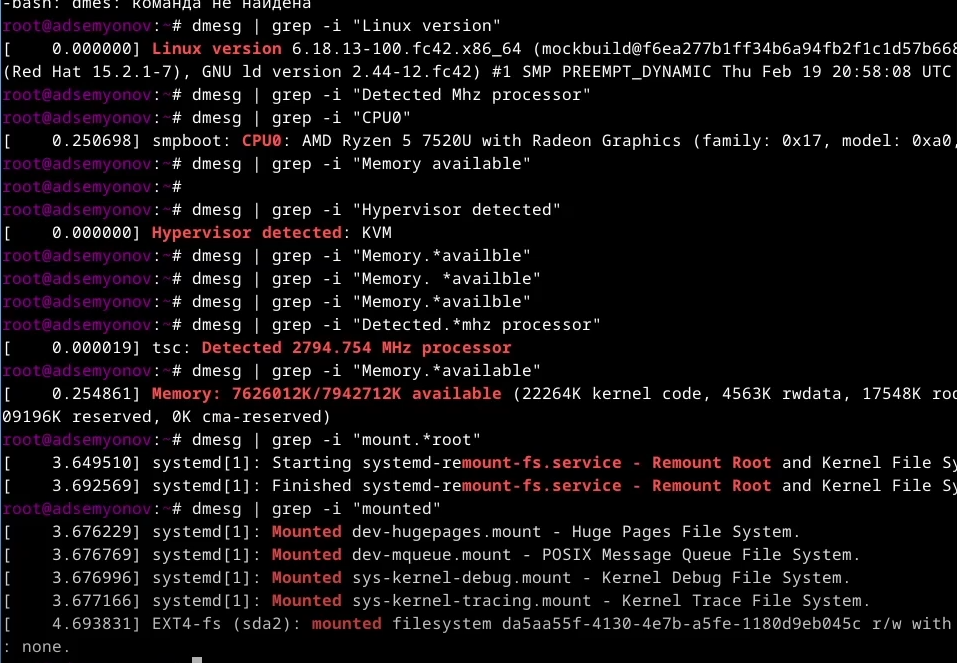 -bash: dmes: команда не найдена
root@adsemyonov:~# dmesg | grep -i "Linux version"
[    0.000000] Linux version 6.18.13-100.fc42.x86_64 (mockbuild@f6ea277b1ff34b6a94fb2f1c1d57b668
(Red Hat 15.2.1-7), GNU ld version 2.44-12.fc42) #1 SMP PREEMPT_DYNAMIC Thu Feb 19 20:58:08 UTC
root@adsemyonov:~# dmesg | grep -i "Detected Mhz processor"
root@adsemyonov:~# dmesg | grep -i "CPU0"
[    0.250698] smpboot: CPU0: AMD Ryzen 5 7520U with Radeon Graphics (family: 0x17, model: 0xa0,
root@adsemyonov:~# dmesg | grep -i "Memory available"
root@adsemyonov:~#
root@adsemyonov:~# dmesg | grep -i "Hypervisor detected"
[    0.000000] Hypervisor detected: KVM
root@adsemyonov:~# dmesg | grep -i "Memory.*availble"
root@adsemyonov:~# dmesg | grep -i "Memory. *availble"
root@adsemyonov:~# dmesg | grep -i "Memory.*availble"
root@adsemyonov:~# dmesg | grep -i "Detected.*mhz processor"
[    0.000019] tsc: Detected 2794.754 MHz processor
root@adsemyonov:~# dmesg | grep -i "Memory.*available"
[    0.254861] Memory: 7626012K/7942712K available (22264K kernel code, 4563K rwdata, 17548K rod
09196K reserved, 0K cma-reserved)
root@adsemyonov:~# dmesg | grep -i "mount.*root"
[    3.649510] systemd[1]: Starting systemd-remount-fs.service - Remount Root and Kernel File Sy
[    3.692569] systemd[1]: Finished systemd-remount-fs.service - Remount Root and Kernel File Sy
root@adsemyonov:~# dmesg | grep -i "mounted"
[    3.676229] systemd[1]: Mounted dev-hugepages.mount - Huge Pages File System.
[    3.676769] systemd[1]: Mounted dev-mqueue.mount - POSIX Message Queue File System.
[    3.676996] systemd[1]: Mounted sys-kernel-debug.mount - Kernel Debug File System.
[    3.677166] systemd[1]: Mounted sys-kernel-tracing.mount - Kernel Trace File System.
[    4.693831] EXT4-fs (sda2): mounted filesystem da5aa55f-4130-4e7b-a5fe-1180d9eb045c r/w with
: none.